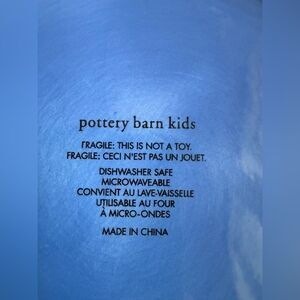 pottery barn kids
FRAGILE: THIS IS NOT A TOY.
FRAGILE; CECI N'EST PAS UN JOUET.
DISHWASHER SAFE
MICROWAVEABLE
CONVIENT AU LAVE-VAISSELLE
UTILISABLE AU FOUR
À MICRO-ONDES
MADE IN CHINA